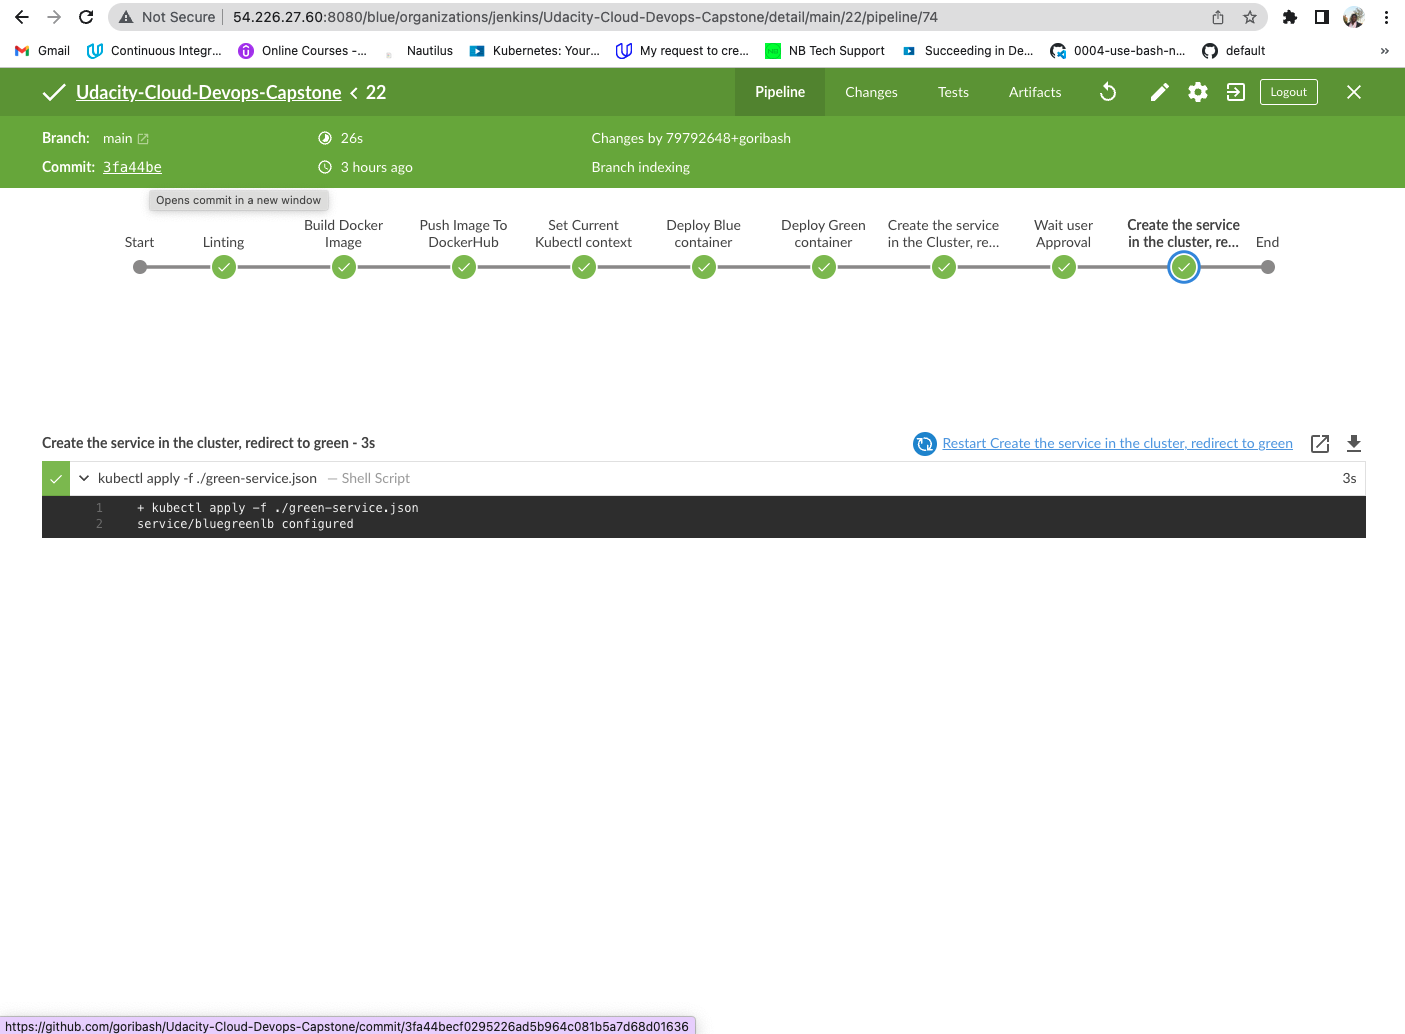 Not Secure 54.226.27.60:8080/blue/organizations/jenkins/Udacity-Cloud-Devops-Capstone/detail/main/22/pipeline/74
Gmail Continuous Integr... Online Courses -... Nautilus Kubernetes: Your... My request to cre... NB Tech Support Succeeding in De... 0004-use-bash-n... default »
Udacity-Cloud-Devops-Capstone < 22 Pipeline Changes Tests Artifacts Logout
Branch: main 26s Changes by 79792648+goribash
Commit: 3fa44be 3 hours ago Branch indexing
Opens commit in a new window
Start
Linting
Build Docker
Image
Push Image To
DockerHub
Set Current
Kubectl context
Deploy Blue
container
Deploy Green
container
Create the service
in the Cluster, re...
Wait user
Approval
Create the service
in the cluster, re...
End
Create the service in the cluster, redirect to green - 3s Restart Create the service in the cluster, redirect to green
kubectl apply -f ./green-service.json — Shell Script 3s
1 + kubectl apply -f ./green-service.json
2 service/bluegreenlb configured
https://github.com/goribash/Udacity-Cloud-Devops-Capstone/commit/3fa44becf0295226ad5b964c081b5a7d68d01636